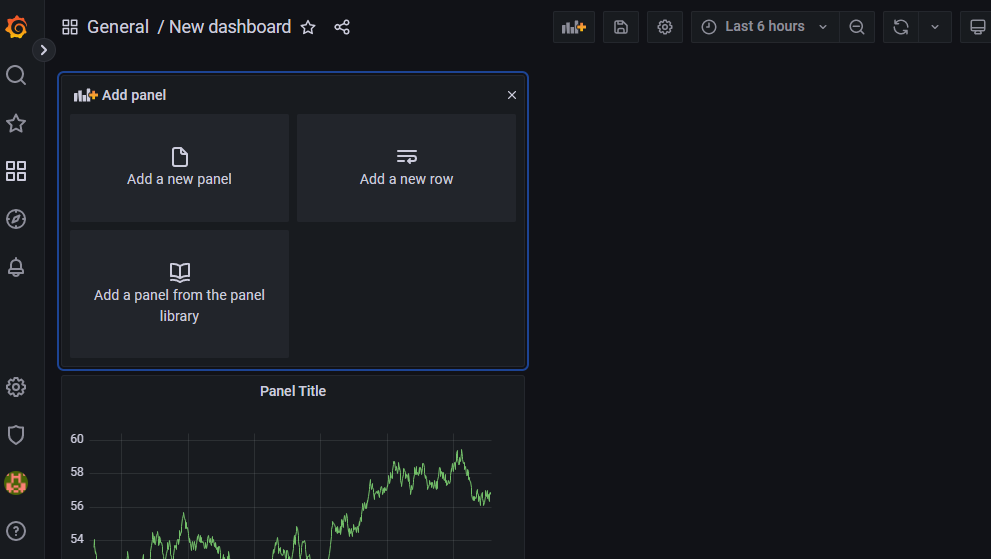 General / New dashboard
Last 6 hours
Add panel
Add a new panel
Add a new row
Add a panel from the panel
library
Panel Title
60
58
56
54